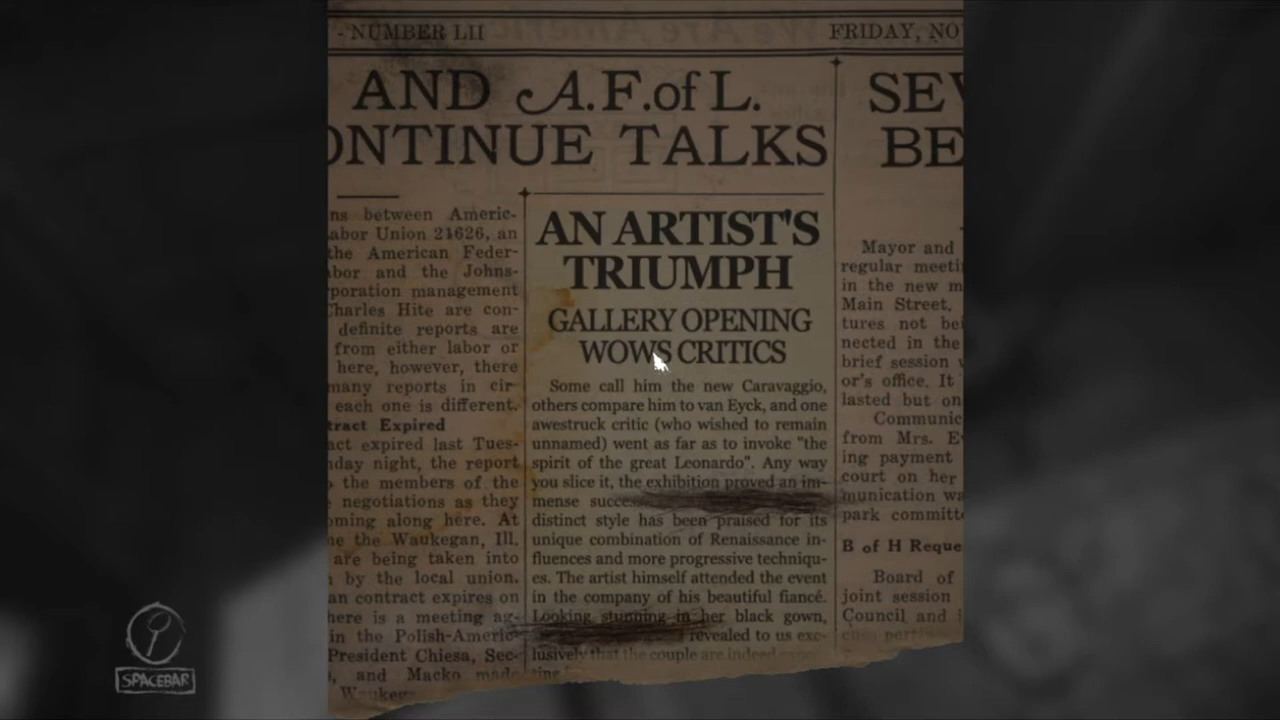 - NUMBER LII
FRIDAY, NO
AND A.F.of L.
ONTINUE TALKS
ns between Americ-
abor Union 21626, an
the American Feder-
bor and the Johns-
poration management
Charles Hite are con-
definite reports are
from either labor or
here, however, there
many reports in cir-
each one is different.
tract Expired
act expired last Tues-
day night, the report
the members of the
negotiations as they
oming along here. At
the Waukegan, Ill.
are being taken into
by the local union.
an contract expires on
here is a meeting ag-
in the Polish-Americ-
President Chiesa, Sec-
, and Macko made
Waukeg
AN ARTIST'S
TRIUMPH
GALLERY OPENING
WOWS CRITICS
Some call him the new Caravaggio,
others compare him to van Eyck, and one
awestruck critic (who wished to remain
unnamed) went as far as to invoke "the
spirit of the great Leonardo". Any way
you slice it, the exhibition proved an im-
mense succe
distinct style has been praised for its
unique combination of Renaissance in-
fluences and more progressive techniqu-
es. The artist himself attended the event
in the company of his beautiful fiancé.
Looking stunning in her black gown,
revealed to us exc-
lusively that the couple are indeed expec-
ting
SEV
BE
Mayor and
regular meeti
in the new m
Main Street,
tures not bei
nected in the
brief session v
or's office. It
lasted but on
Communic
from Mrs. Ev
ing payment
court on her
munication wa
park committe
B of H Reque
Board of
joint session
Council and i
SPACEBAR